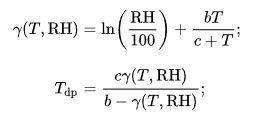 γ(T, RH) = ln(RH/100) + bT/(c + T);
T_dp = cγ(T, RH)/(b − γ(T, RH));